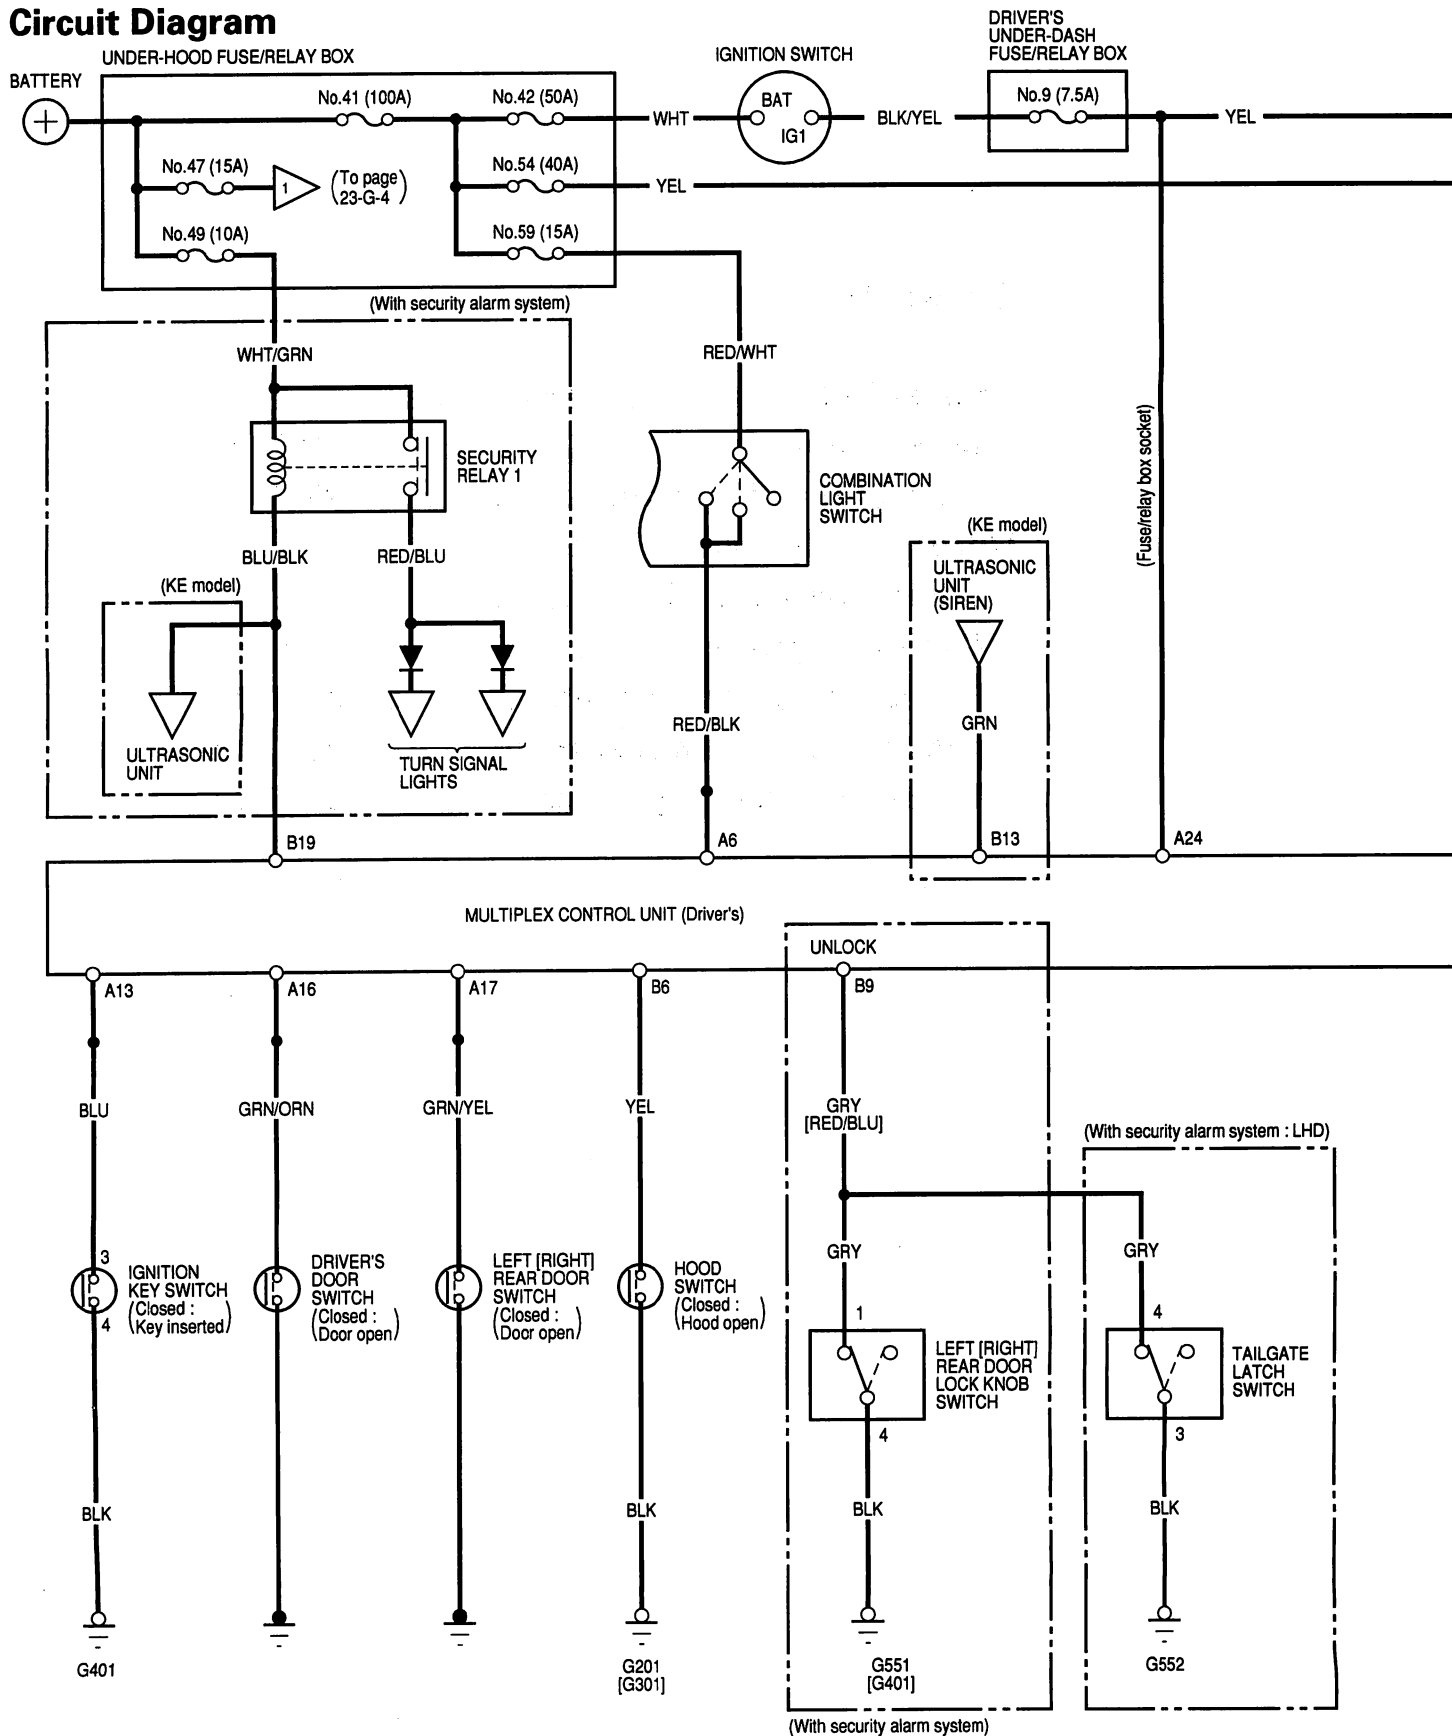 Circuit Diagram
UNDER-HOOD FUSE/RELAY BOX
BATTERY
+
No.41 (100A)
No.42 (50A)
WHT
IGNITION SWITCH
BAT
IG1
BLK/YEL
DRIVER'S
UNDER-DASH
FUSE/RELAY BOX
No.9 (7.5A)
YEL
No.47 (15A)
1
(To page
23-G-4)
No.54 (40A)
YEL
No.49 (10A)
No.59 (15A)
(With security alarm system)
WHT/GRN
RED/WHT
SECURITY
RELAY 1
COMBINATION
LIGHT
SWITCH
(Fuse/relay box socket)
BLU/BLK
RED/BLU
(KE model)
ULTRASONIC
UNIT
(KE model)
ULTRASONIC
UNIT
(SIREN)
TURN SIGNAL
LIGHTS
RED/BLK
GRN
B19
A6
B13
A24
MULTIPLEX CONTROL UNIT (Driver's)
UNLOCK
A13
A16
A17
B6
B9
BLU
GRN/ORN
GRN/YEL
YEL
GRY
[RED/BLU]
(With security alarm system : LHD)
GRY
GRY
3
IGNITION
KEY SWITCH
(Closed :
Key inserted)
4
DRIVER'S
DOOR
SWITCH
(Closed :
Door open)
LEFT [RIGHT]
REAR DOOR
SWITCH
(Closed :
Door open)
HOOD
SWITCH
(Closed :
Hood open)
1
LEFT [RIGHT]
REAR DOOR
LOCK KNOB
SWITCH
4
4
TAILGATE
LATCH
SWITCH
3
BLK
BLK
BLK
BLK
G401
G201
[G301]
G551
[G401]
G552
(With security alarm system)